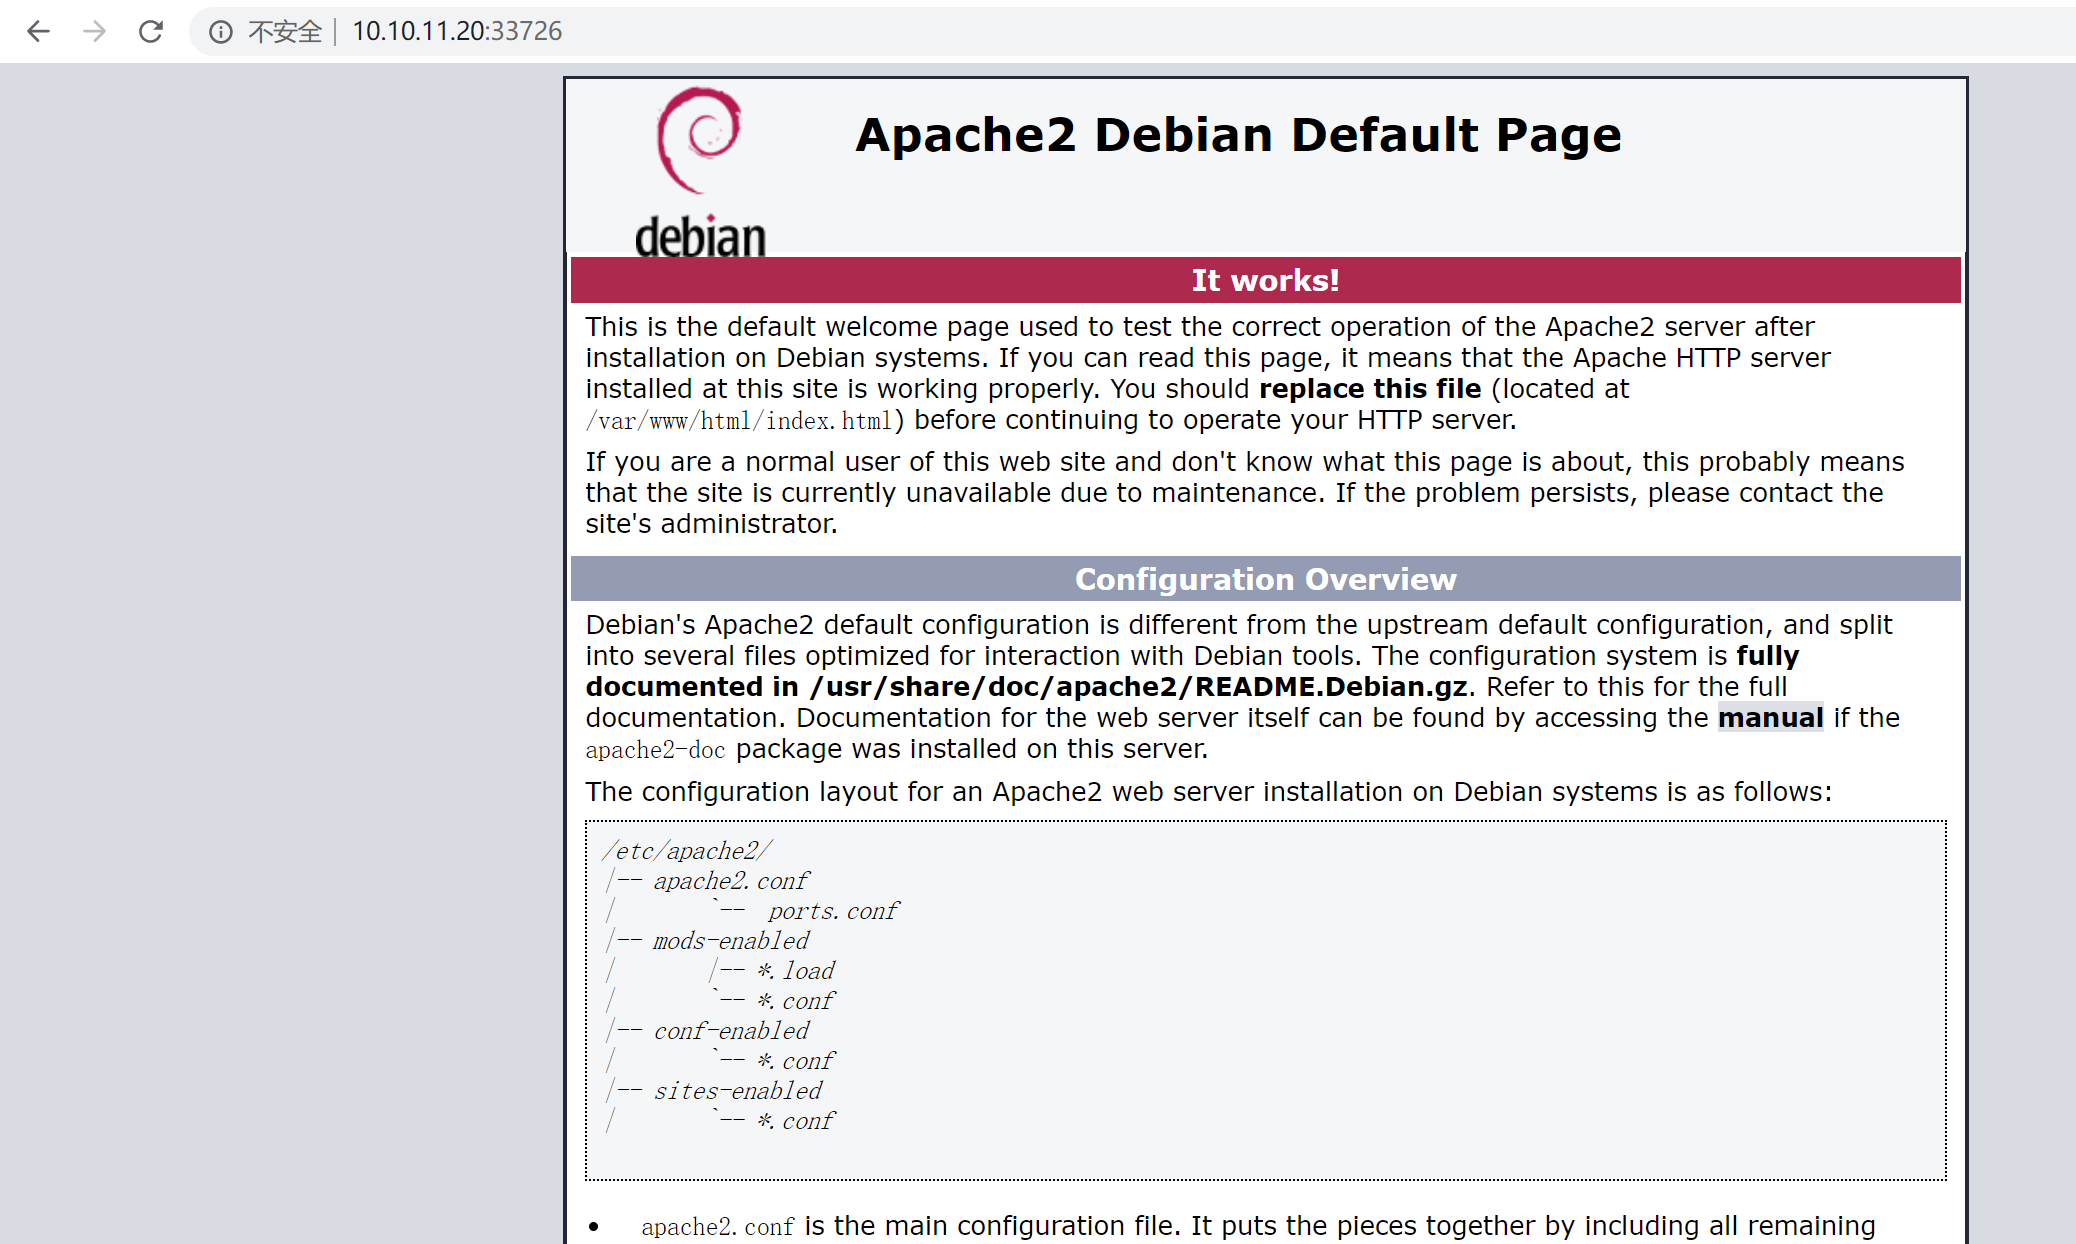 不安全 10.10.11.20:33726
Apache2 Debian Default Page
debian
It works!
This is the default welcome page used to test the correct operation of the Apache2 server after
installation on Debian systems. If you can read this page, it means that the Apache HTTP server
installed at this site is working properly. You should replace this file (located at
/var/www/html/index.html) before continuing to operate your HTTP server.
If you are a normal user of this web site and don't know what this page is about, this probably means
that the site is currently unavailable due to maintenance. If the problem persists, please contact the
site's administrator.
Configuration Overview
Debian's Apache2 default configuration is different from the upstream default configuration, and split
into several files optimized for interaction with Debian tools. The configuration system is fully
documented in /usr/share/doc/apache2/README.Debian.gz. Refer to this for the full
documentation. Documentation for the web server itself can be found by accessing the manual if the
apache2-doc package was installed on this server.
The configuration layout for an Apache2 web server installation on Debian systems is as follows:
/etc/apache2/
|-- apache2.conf
|       `--  ports.conf
|-- mods-enabled
|       |-- *.load
|       `-- *.conf
|-- conf-enabled
|       `-- *.conf
|-- sites-enabled
|       `-- *.conf
• apache2.conf is the main configuration file. It puts the pieces together by including all remaining